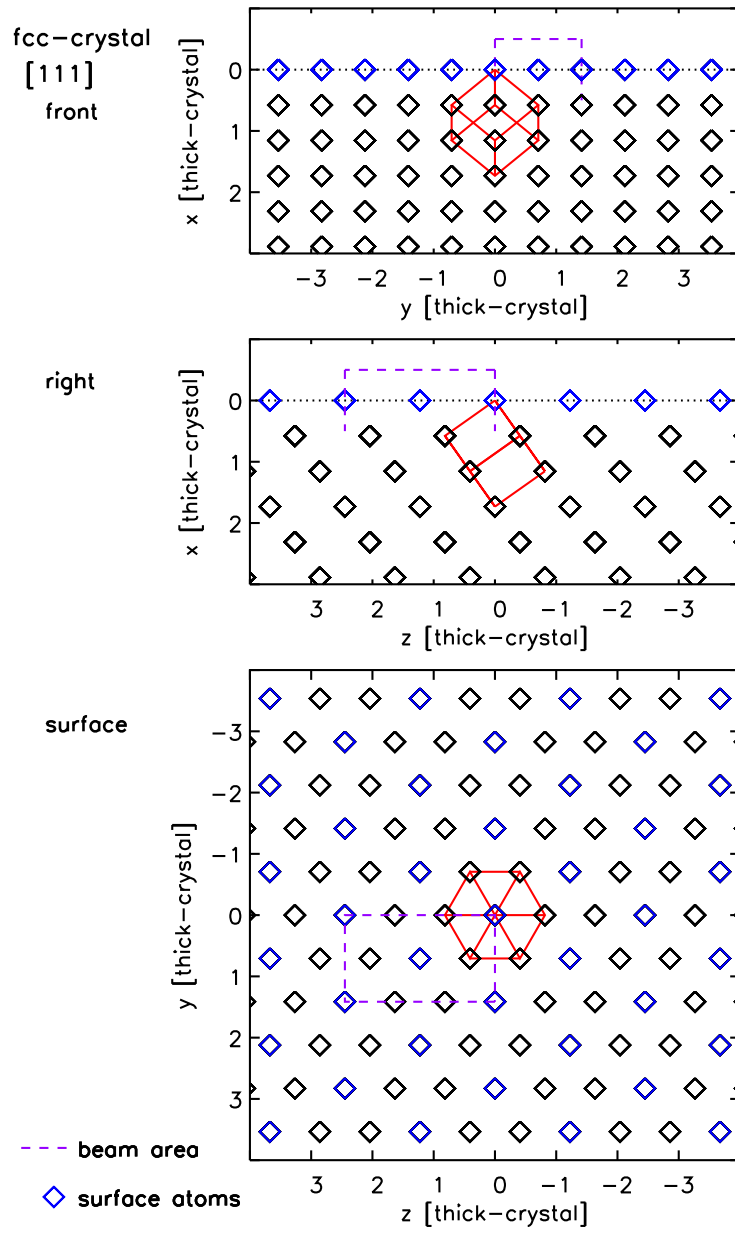 fcc-crystal
[111]
front
x [thick-crystal]
0
1
2
-3 -2 -1 0 1 2 3
y [thick-crystal]
right
x [thick-crystal]
0
1
2
3 2 1 0 -1 -2 -3
z [thick-crystal]
surface
y [thick-crystal]
-3
-2
-1
0
1
2
3
3 2 1 0 -1 -2 -3
z [thick-crystal]
beam area
surface atoms